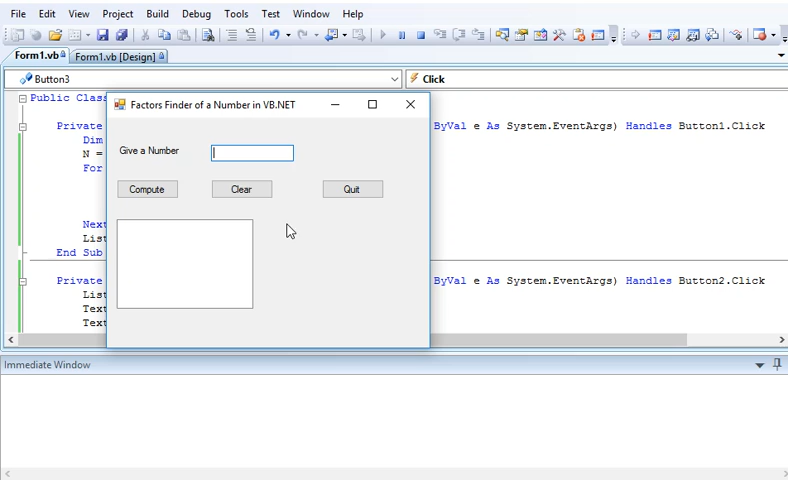 File Edit View Project Build Debug Tools Test Window Help
Form1.vb Form1.vb [Design]
Button3 Click
Public Clas
Factors Finder of a Number in VB.NET
Private ByVal e As System.EventArgs) Handles Button1.Click
Dim
N =
For
Give a Number
Compute Clear Quit
Next
List
End Sub
Private ByVal e As System.EventArgs) Handles Button2.Click
List
Text
Text
Immediate Window